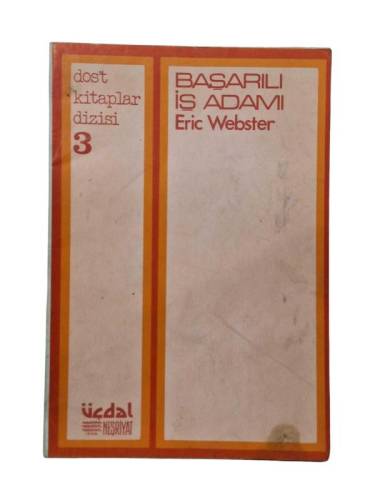 dost
kitaplar
dizisi
3
BAŞARILI
İŞ ADAMI
Eric Webster
üçdal
NEŞRİYAT